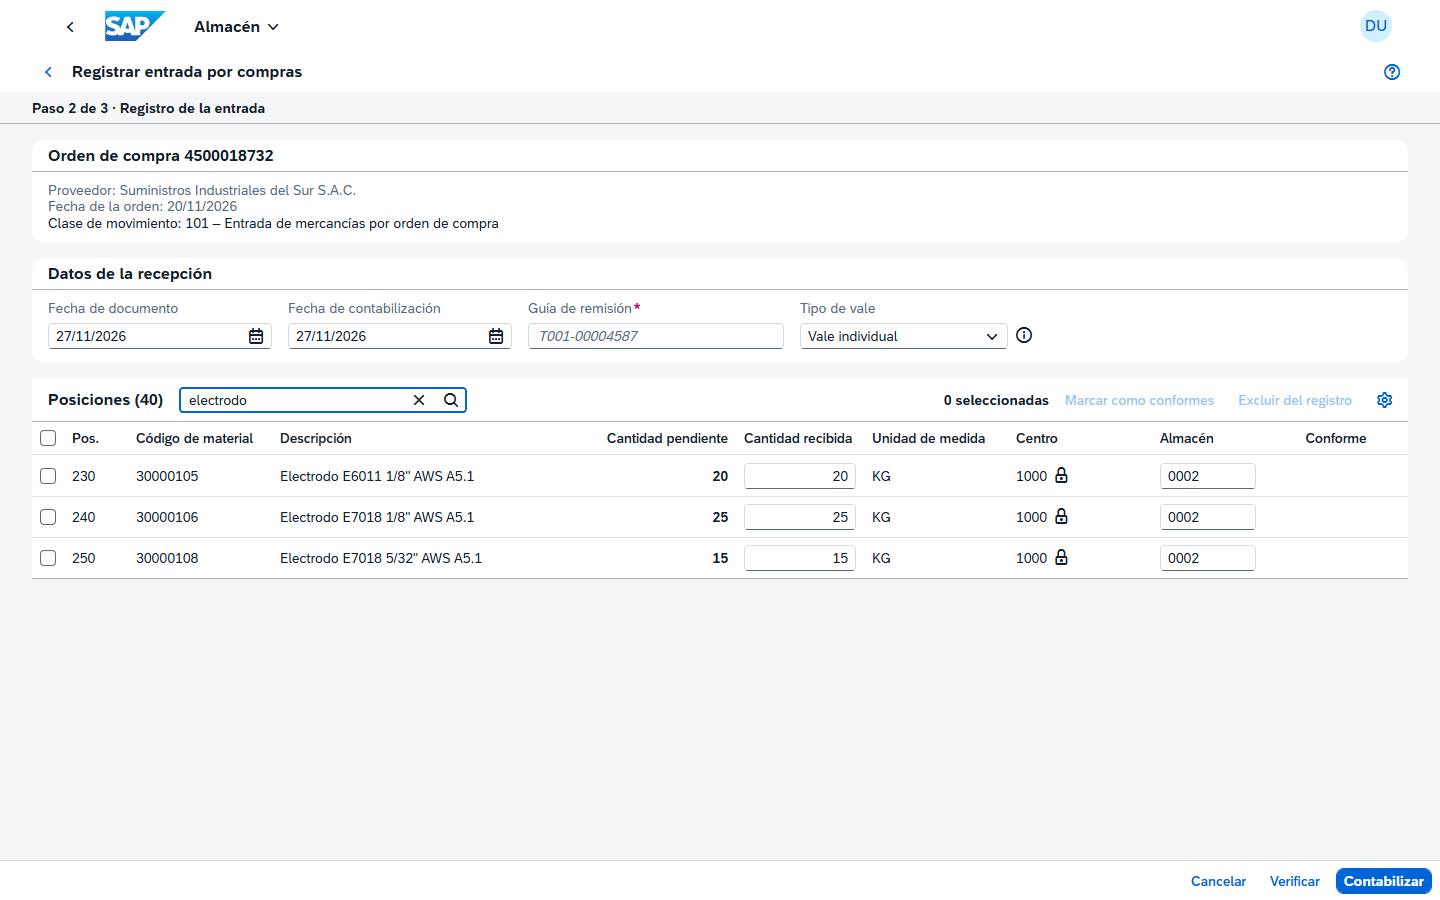 SAP Almacén DU
Registrar entrada por compras
Paso 2 de 3 · Registro de la entrada
Orden de compra 4500018732
Proveedor: Suministros Industriales del Sur S.A.C.
Fecha de la orden: 20/11/2026
Clase de movimiento: 101 – Entrada de mercancías por orden de compra
Datos de la recepción
Fecha de documento Fecha de contabilización Guía de remisión* Tipo de vale
27/11/2026 27/11/2026 T001-00004587 Vale individual
Posiciones (40) electrodo 0 seleccionadas Marcar como conformes Excluir del registro
Pos. Código de material Descripción Cantidad pendiente Cantidad recibida Unidad de medida Centro Almacén Conforme
230 30000105 Electrodo E6011 1/8" AWS A5.1 20 20 KG 1000 0002
240 30000106 Electrodo E7018 1/8" AWS A5.1 25 25 KG 1000 0002
250 30000108 Electrodo E7018 5/32" AWS A5.1 15 15 KG 1000 0002
Cancelar Verificar Contabilizar